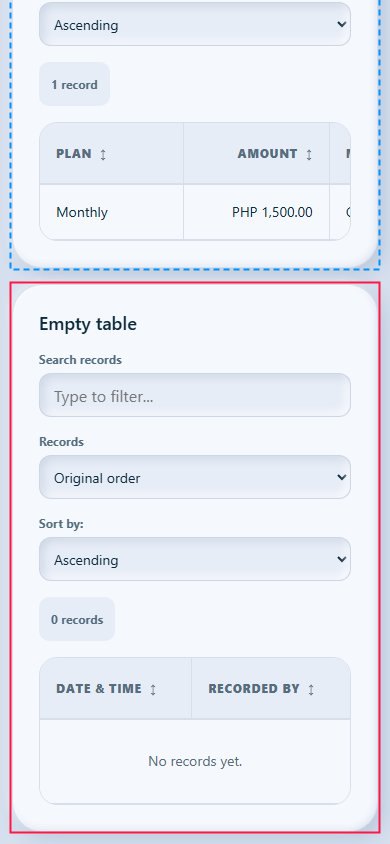 Ascending
1 record
PLAN ↕ AMOUNT ↕
Monthly PHP 1,500.00
Empty table
Search records
Type to filter...
Records
Original order
Sort by:
Ascending
0 records
DATE & TIME ↕ RECORDED BY ↕
No records yet.